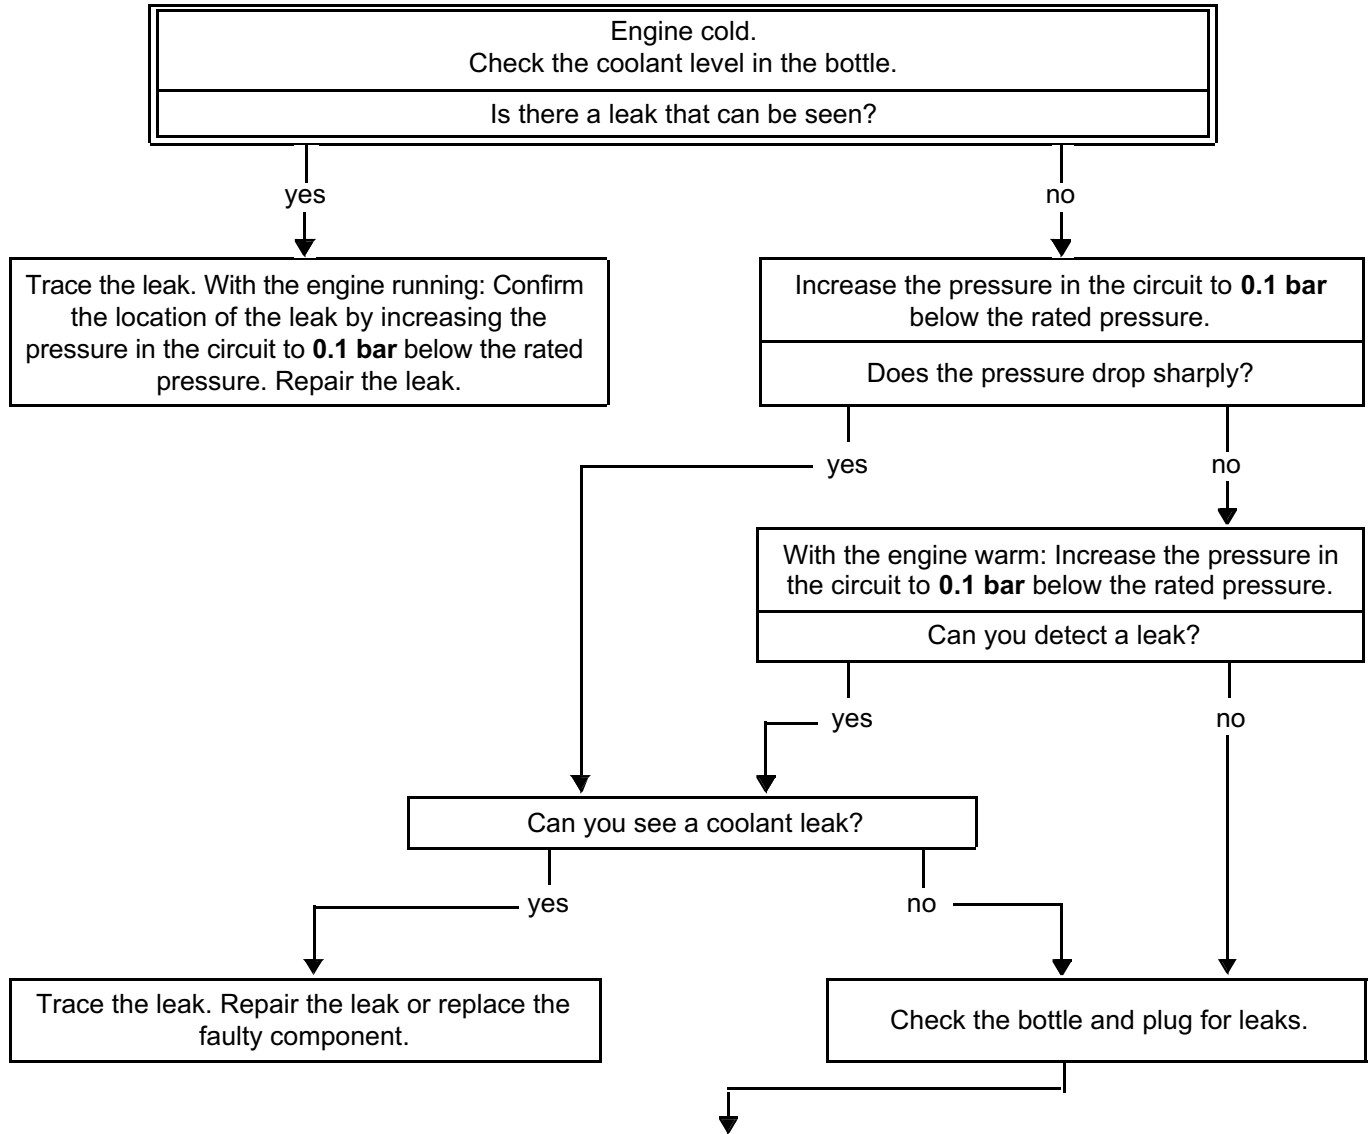 Engine cold.
Check the coolant level in the bottle.
Is there a leak that can be seen?
yes
no
Trace the leak. With the engine running: Confirm
the location of the leak by increasing the
pressure in the circuit to 0.1 bar below the rated
pressure. Repair the leak.
Increase the pressure in the circuit to 0.1 bar
below the rated pressure.
Does the pressure drop sharply?
yes
no
With the engine warm: Increase the pressure in
the circuit to 0.1 bar below the rated pressure.
Can you detect a leak?
yes
no
Can you see a coolant leak?
yes
no
Trace the leak. Repair the leak or replace the
faulty component.
Check the bottle and plug for leaks.